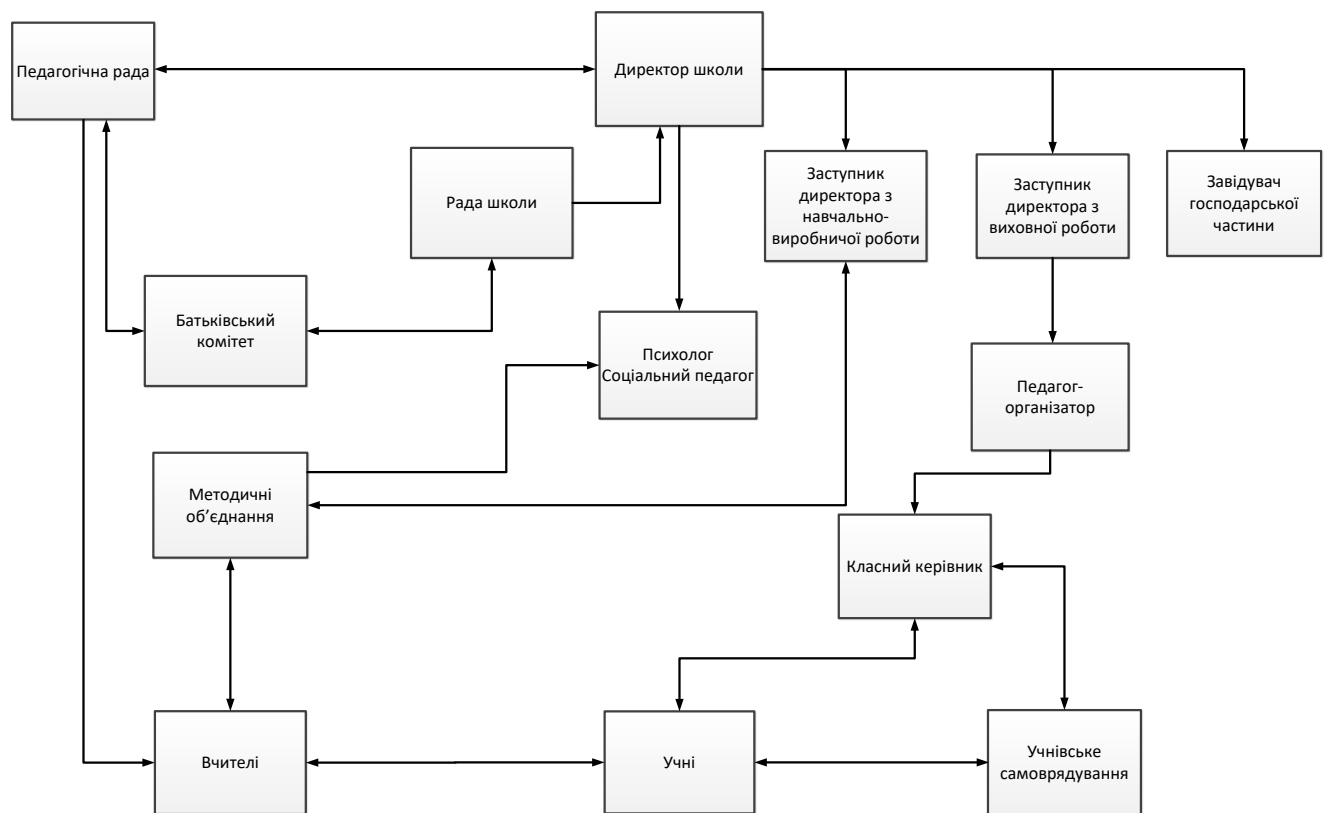 Педагогічна рада
Директор школи
Рада школи
Заступник
директора з
навчально-
виробничої роботи
Заступник
директора з
виховної роботи
Завідувач
господарської
частини
Батьківський
комітет
Психолог
Соціальний педагог
Педагог-
організатор
Методичні
об’єднання
Класний керівник
Вчителі
Учні
Учнівське
самоврядування